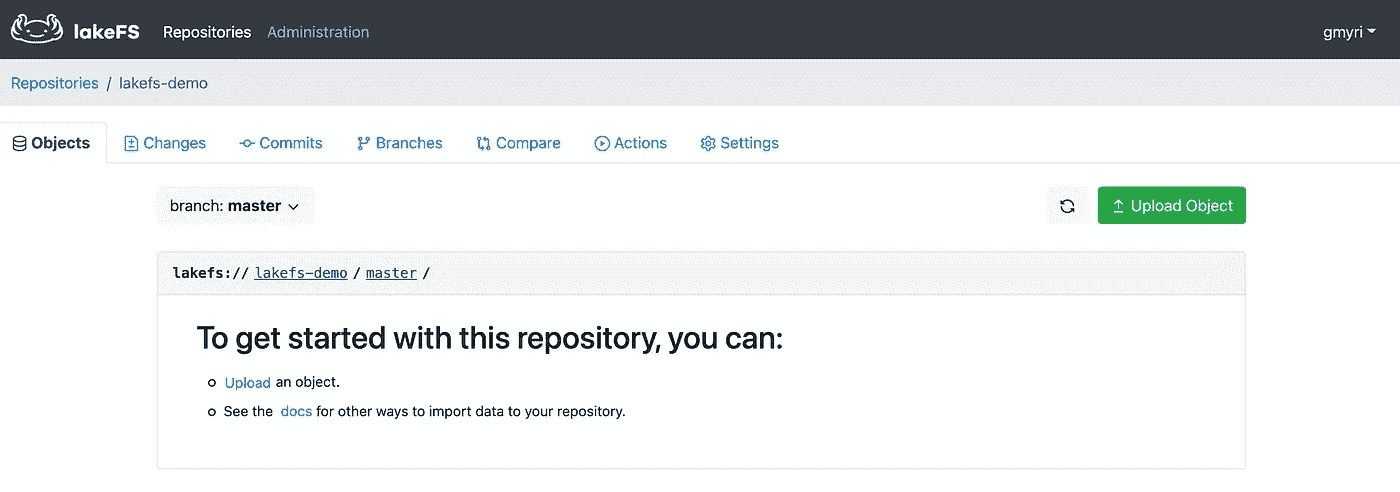 lakeFS Repositories Administration gmyri
Repositories / lakefs-demo
Objects Changes Commits Branches Compare Actions Settings
branch: master Upload Object
lakefs:// lakefs-demo / master /
To get started with this repository, you can:
Upload an object.
See the docs for other ways to import data to your repository.